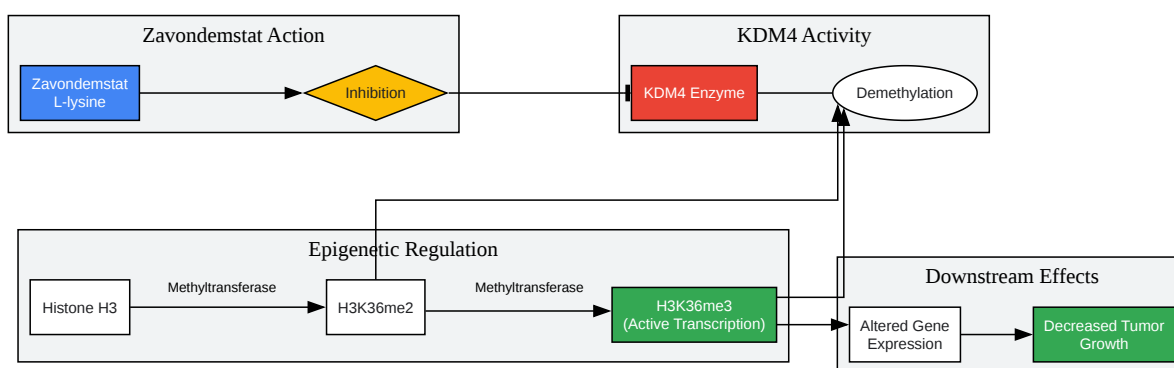 Zavondemstat Action
Zavondemstat
L-lysine
Inhibition
KDM4 Activity
KDM4 Enzyme
Demethylation
Epigenetic Regulation
Histone H3
Methyltransferase
H3K36me2
Methyltransferase
H3K36me3
(Active Transcription)
Downstream Effects
Altered Gene
Expression
Decreased Tumor
Growth